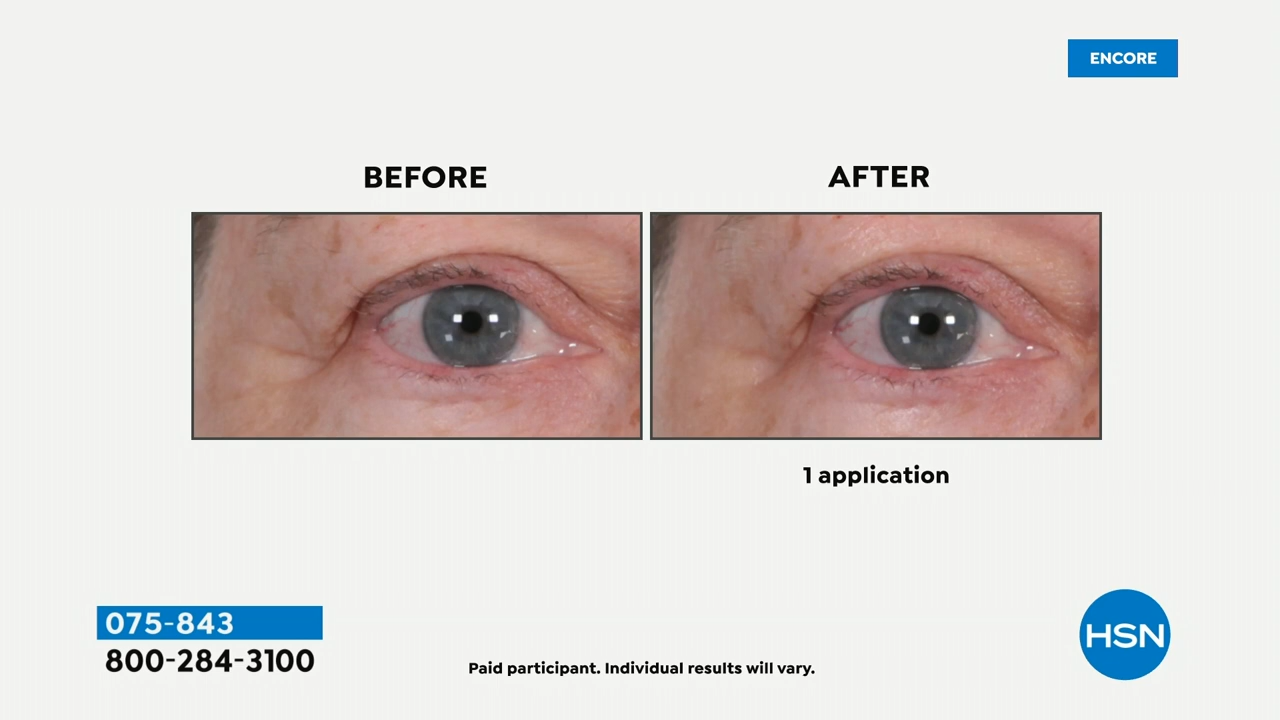 ENCORE
BEFORE
AFTER
1 application
075-843
800-284-3100
Paid participant. Individual results will vary.
HSN